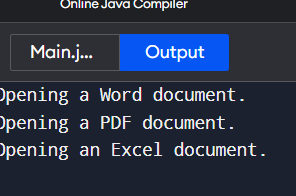 Online Java Compiler
Main.j...
Output
Opening a Word document.
Opening a PDF document.
Opening an Excel document.